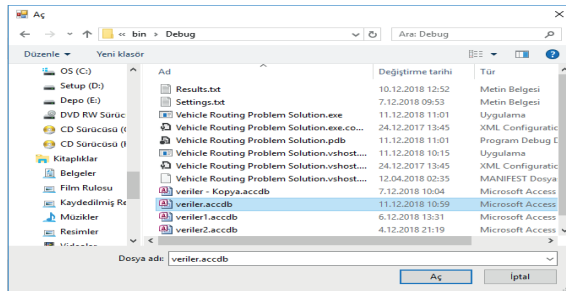 Aç
« bin › Debug
Ara: Debug
Düzenle
Yeni klasör
OS (C:)
Setup (D:)
Depo (E:)
DVD RW Sürüc
CD Sürücüsü (
CD Sürücüsü (
Kitaplıklar
Belgeler
Film Rulosu
Kaydedilmiş Re
Müzikler
Resimler
Ad Değiştirme tarihi Tür
Results.txt 10.12.2018 12:52 Metin Belgesi
Settings.txt 7.12.2018 09:53 Metin Belgesi
Vehicle Routing Problem Solution.exe 11.12.2018 11:01 Uygulama
Vehicle Routing Problem Solution.exe.co... 24.12.2017 13:45 XML Configuratic
Vehicle Routing Problem Solution.pdb 11.12.2018 11:01 Program Debug D
Vehicle Routing Problem Solution.vshost.... 11.12.2018 10:15 Uygulama
Vehicle Routing Problem Solution.vshost.... 24.12.2017 13:45 XML Configuratic
Vehicle Routing Problem Solution.vshost.... 12.04.2018 02:35 MANIFEST Dosya
veriler - Kopya.accdb 7.12.2018 10:04 Microsoft Access
veriler.accdb 11.12.2018 10:59 Microsoft Access
veriler1.accdb 6.12.2018 13:31 Microsoft Access
veriler2.accdb 4.12.2018 21:19 Microsoft Access
Dosya adı: veriler.accdb
Aç
İptal